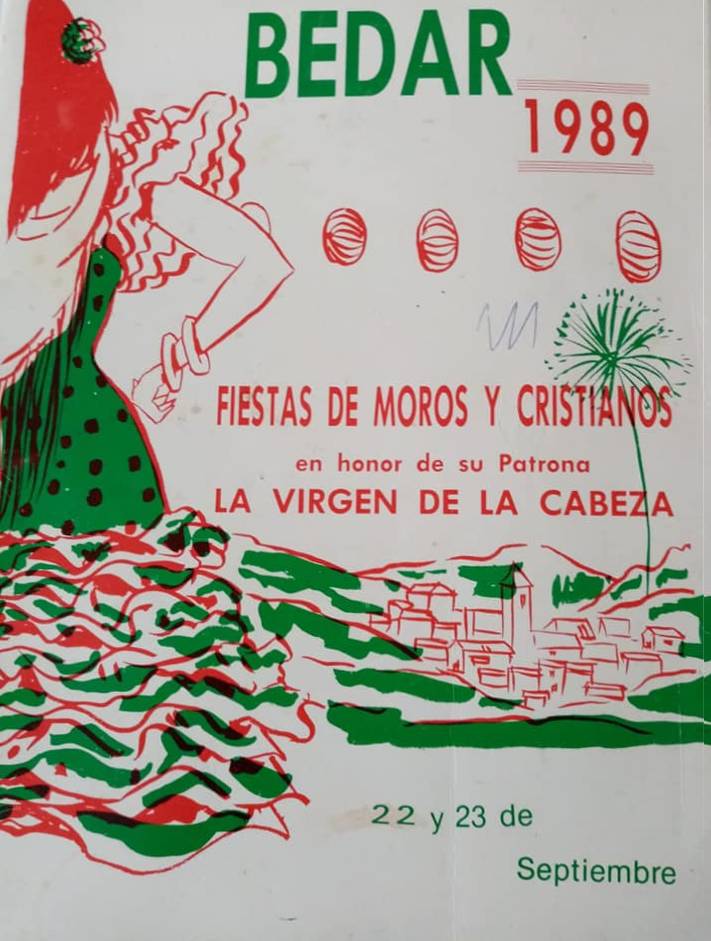 BEDAR
1989
FIESTAS DE MOROS Y CRISTIANOS
en honor de su Patrona
LA VIRGEN DE LA CABEZA
22 y 23 de
Septiembre